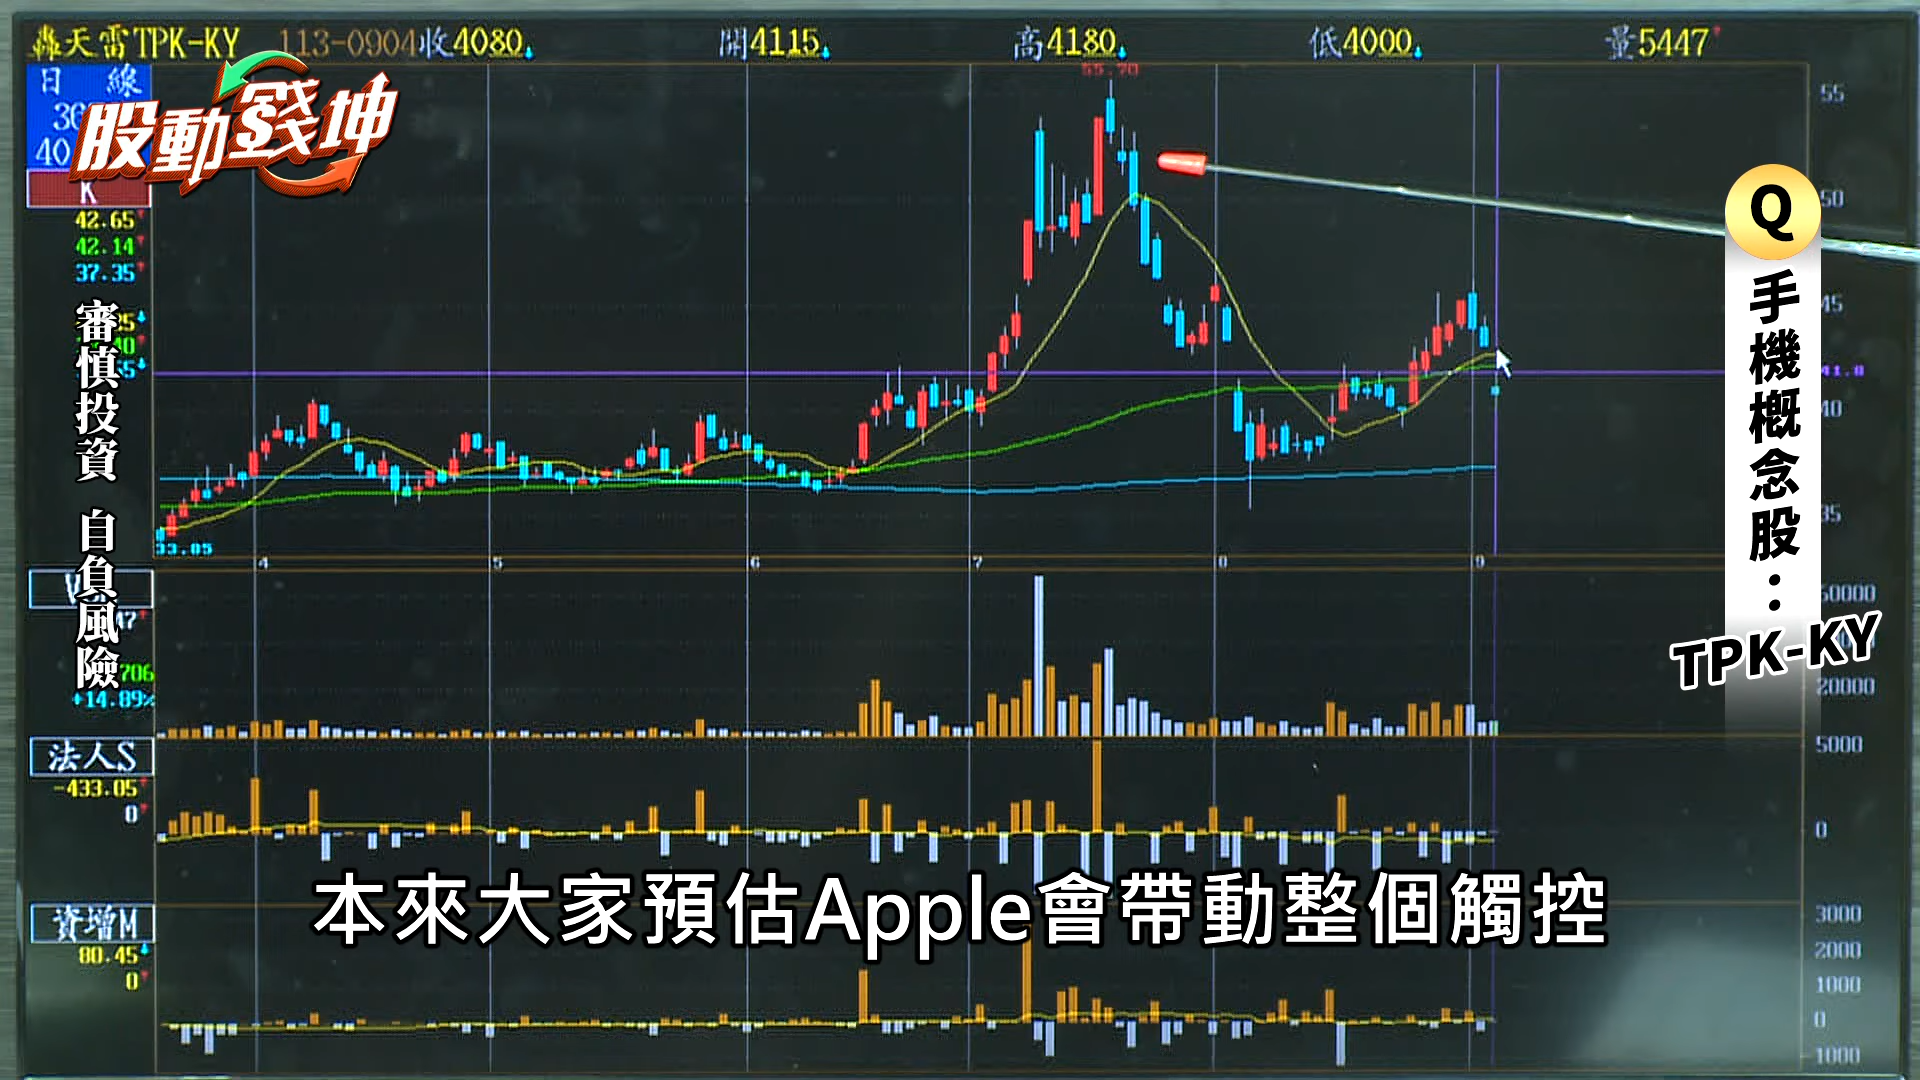 轟天雷TPK-KY 113-0904收4080 開4115 高4180 低4000 量5447
日 線
股動錢坤
K
42.65
42.14
37.35
審慎投資 自負風險
706
+14.89%
法人S
-433.05
0
資增M
80.45
0
55.70
33.05
4 5 6 7 8 9
55
50
45
41.8
40
35
50000
20000
5000
0
3000
2000
1000
0
1000
Q
手機概念股：
TPK-KY
本來大家預估Apple會帶動整個觸控